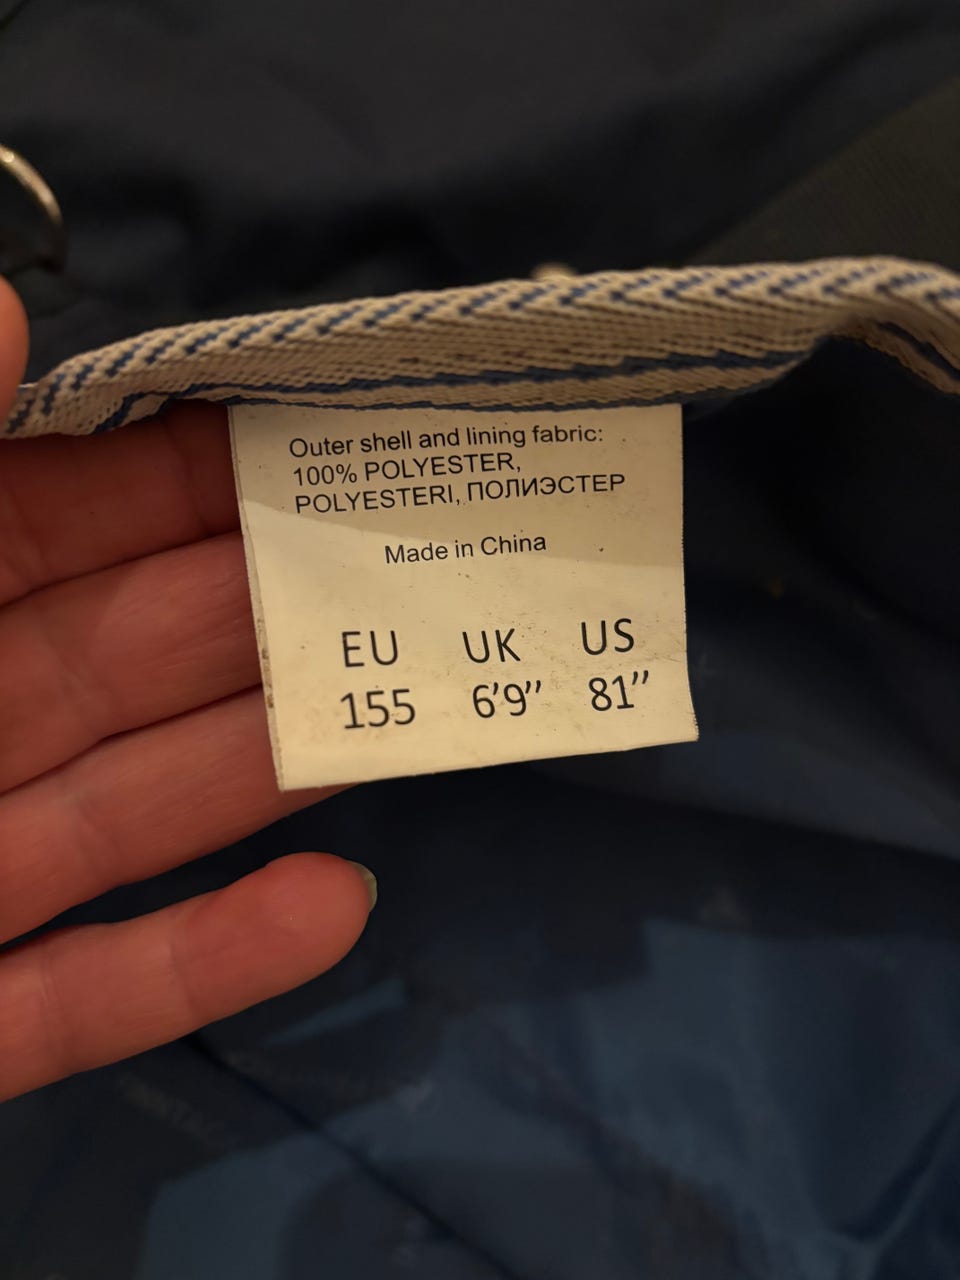 Outer shell and lining fabric:
100% POLYESTER,
POLYESTERI, ПОЛИЭСТЕР
Made in China
EU UK US
155 6’9’’ 81’’